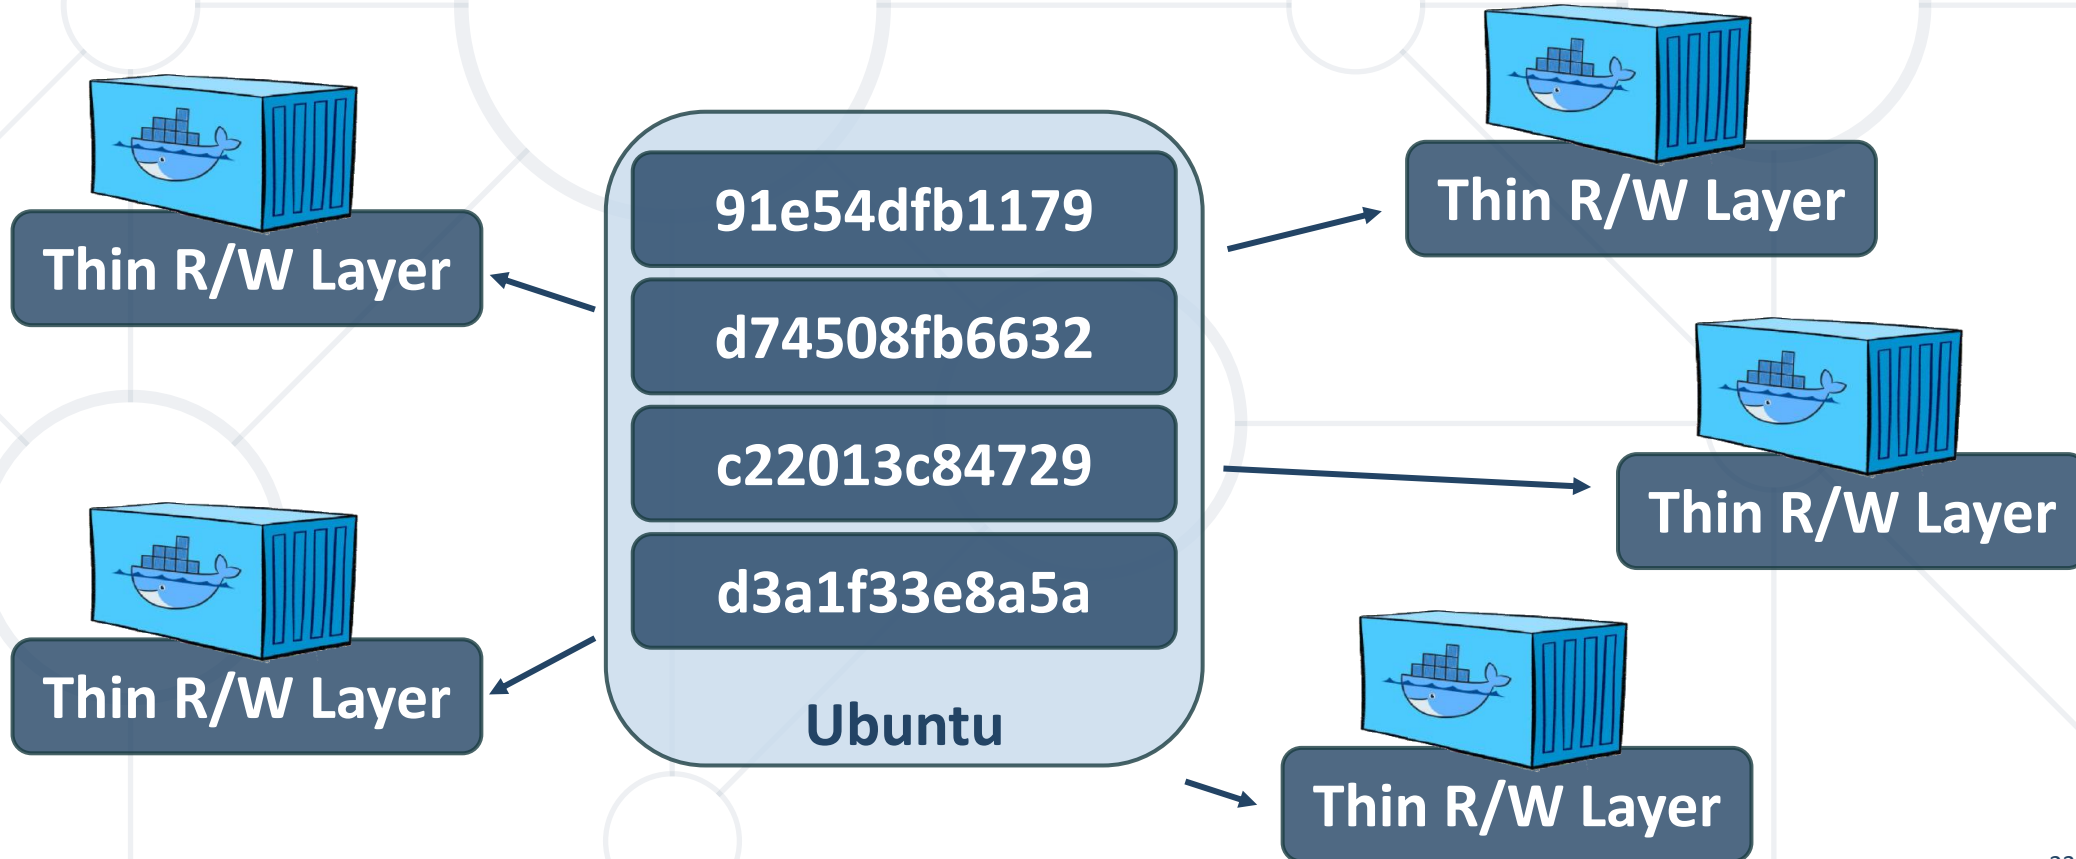 Thin R/W Layer
Thin R/W Layer
91e54dfb1179
d74508fb6632
c22013c84729
d3a1f33e8a5a
Ubuntu
Thin R/W Layer
Thin R/W Layer
Thin R/W Layer